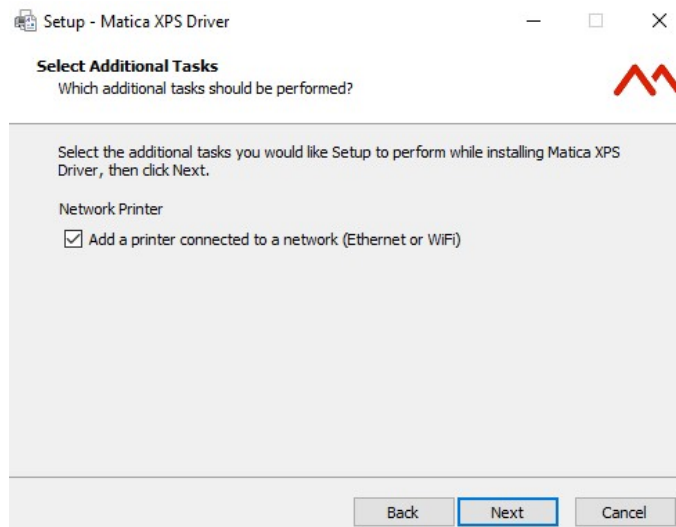 Setup - Matica XPS Driver
Select Additional Tasks
Which additional tasks should be performed?
Select the additional tasks you would like Setup to perform while installing Matica XPS
Driver, then click Next.
Network Printer
Add a printer connected to a network (Ethernet or WiFi)
Back
Next
Cancel